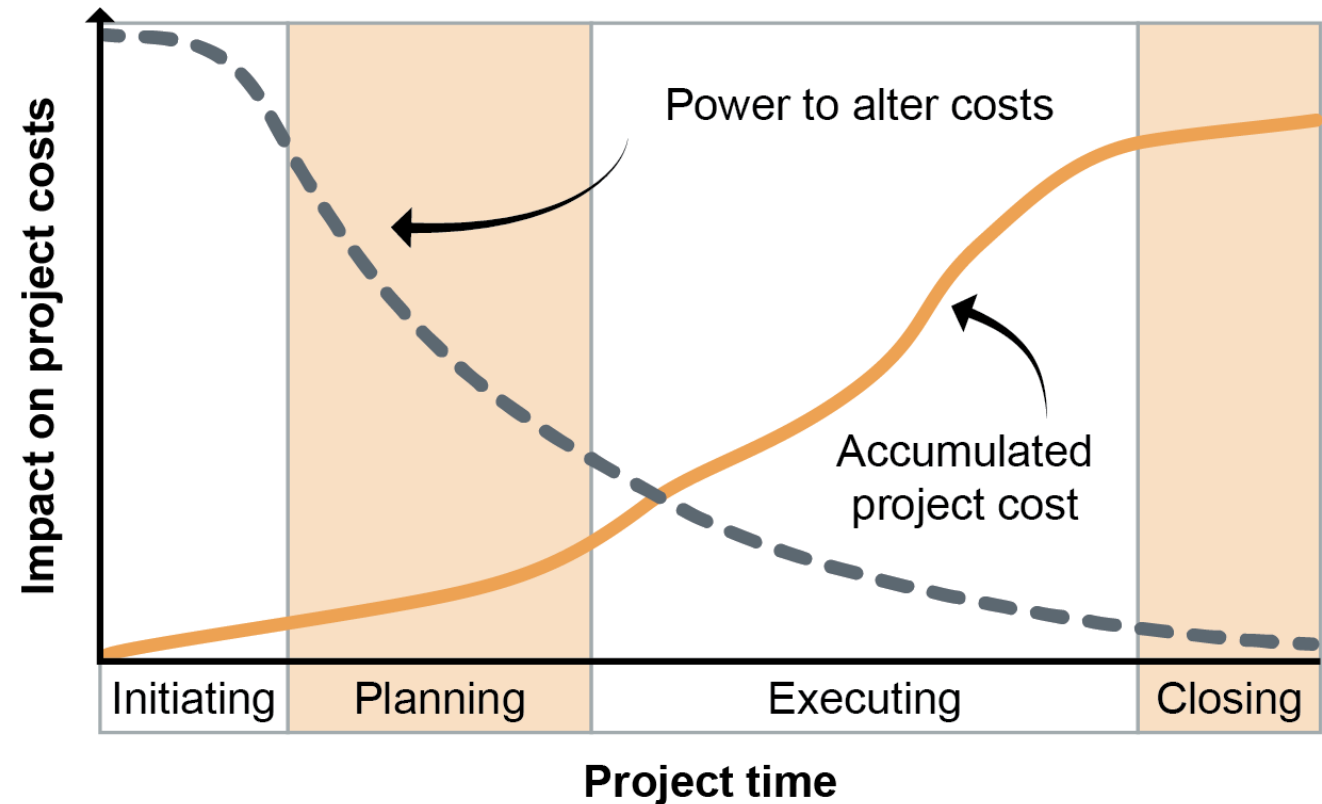 Impact on project costs
Power to alter costs
Accumulated
project cost
Initiating
Planning
Executing
Closing
Project time